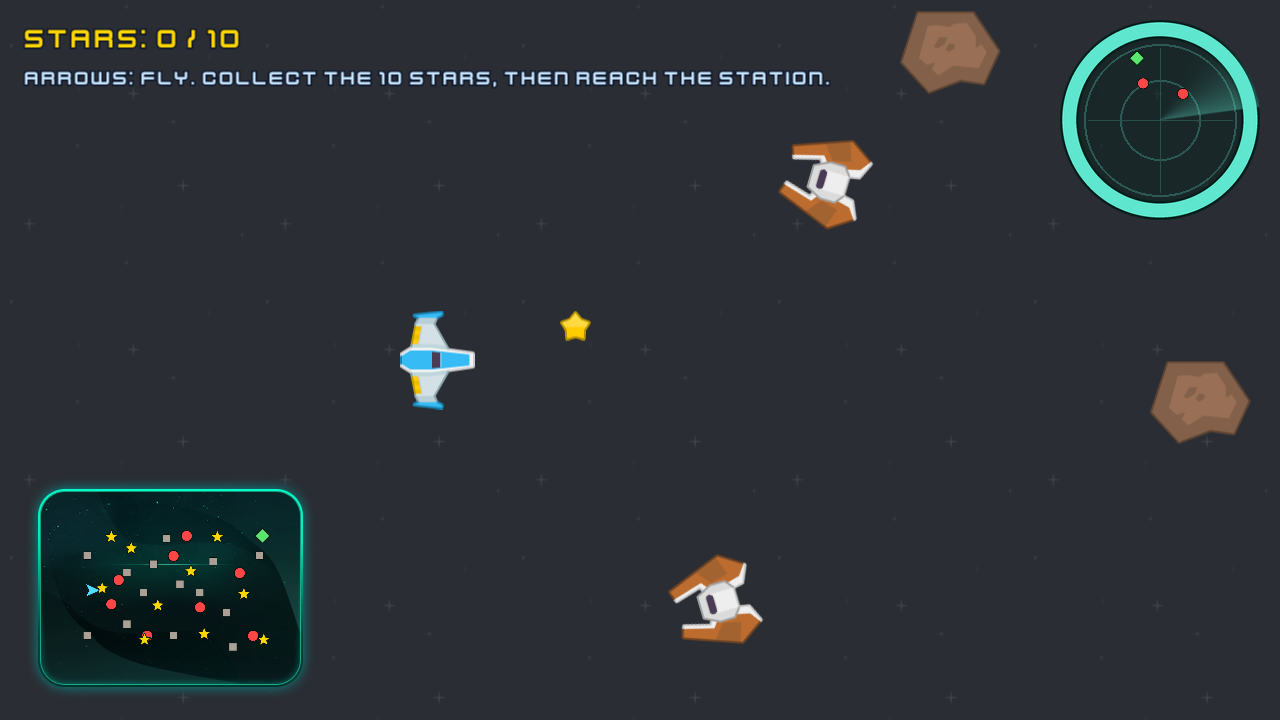 STARS: 0 / 10
ARROWS: FLY. COLLECT THE 10 STARS, THEN REACH THE STATION.